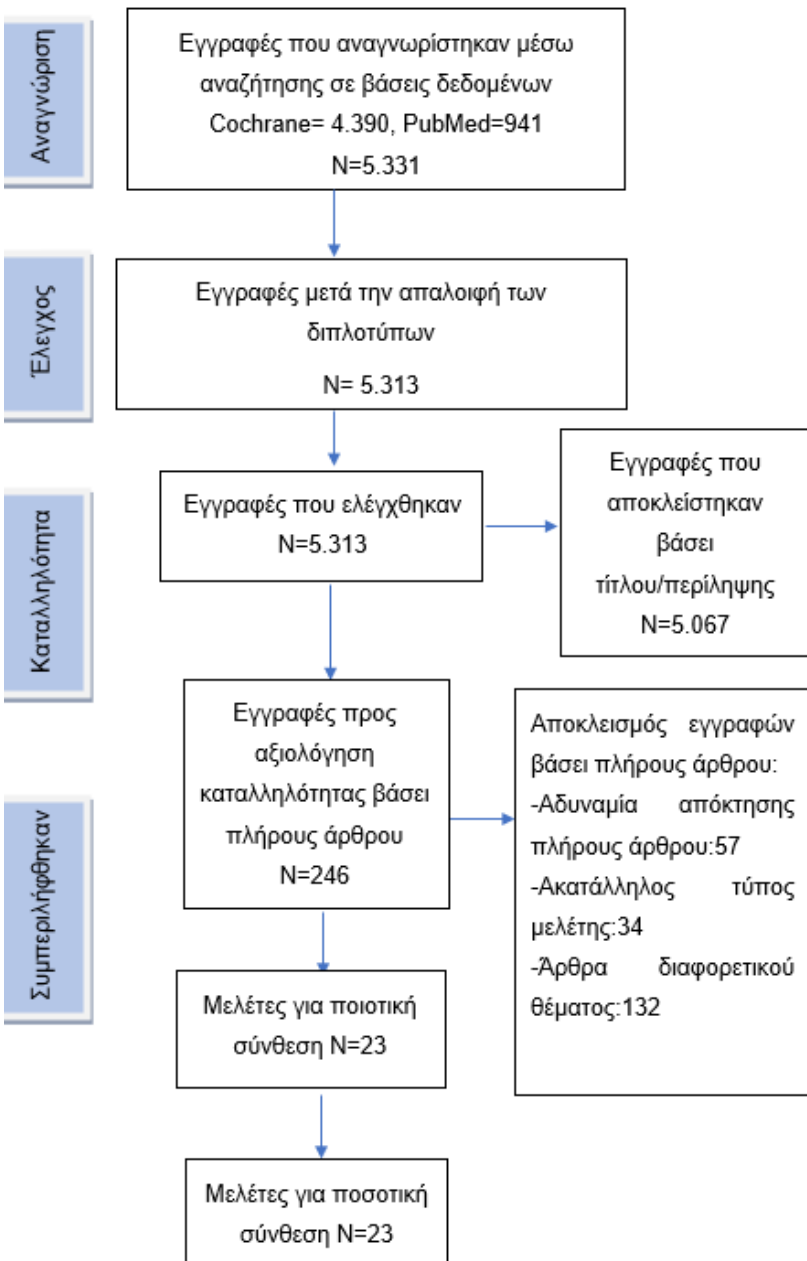 Αναγνώριση
Εγγραφές που αναγνωρίστηκαν μέσω
αναζήτησης σε βάσεις δεδομένων
Cochrane= 4.390, PubMed=941
N=5.331
Έλεγχος
Εγγραφές μετά την απαλοιφή των
διπλοτύπων
N= 5.313
Καταλληλότητα
Εγγραφές που ελέγχθηκαν
N=5.313
Εγγραφές που
αποκλείστηκαν
βάσει
τίτλου/περίληψης
N=5.067
Εγγραφές προς
αξιολόγηση
καταλληλότητας βάσει
πλήρους άρθρου
N=246
Αποκλεισμός εγγραφών
βάσει πλήρους άρθρου:
-Αδυναμία απόκτησης
πλήρους άρθρου:57
-Ακατάλληλος τύπος
μελέτης:34
-Άρθρα διαφορετικού
θέματος:132
Συμπεριλήφθηκαν
Μελέτες για ποιοτική
σύνθεση N=23
Μελέτες για ποσοτική
σύνθεση N=23